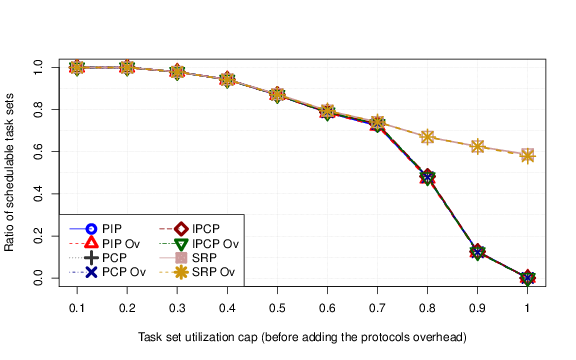 Ratio of schedulable task sets
1.0
0.8
0.6
0.4
0.2
0.0
PIP
PIP Ov
PCP
PCP Ov
IPCP
IPCP Ov
SRP
SRP Ov
0.1 0.2 0.3 0.4 0.5 0.6 0.7 0.8 0.9 1
Task set utilization cap (before adding the protocols overhead)